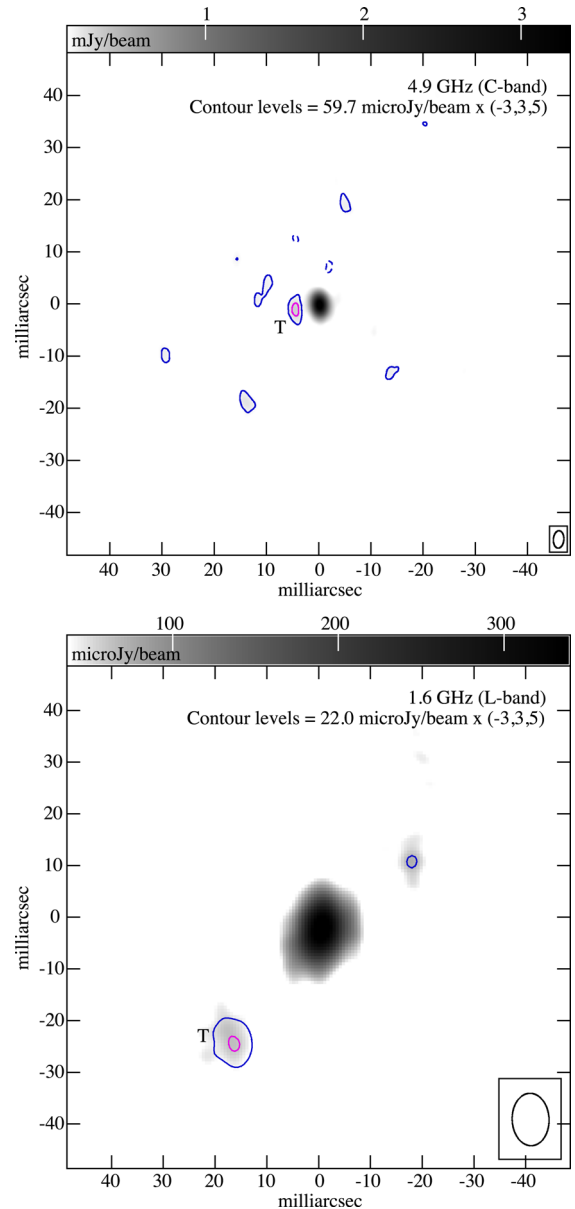 1 2 3
mJy/beam
4.9 GHz (C-band)
Contour levels = 59.7 microJy/beam x (-3,3,5)
40
30
20
10
0
-10
-20
-30
-40
milliarcsec
T
40 30 20 10 0 -10 -20 -30 -40
milliarcsec
100 200 300
microJy/beam
1.6 GHz (L-band)
Contour levels = 22.0 microJy/beam x (-3,3,5)
40
30
20
10
0
-10
-20
-30
-40
milliarcsec
T
40 30 20 10 0 -10 -20 -30 -40
milliarcsec